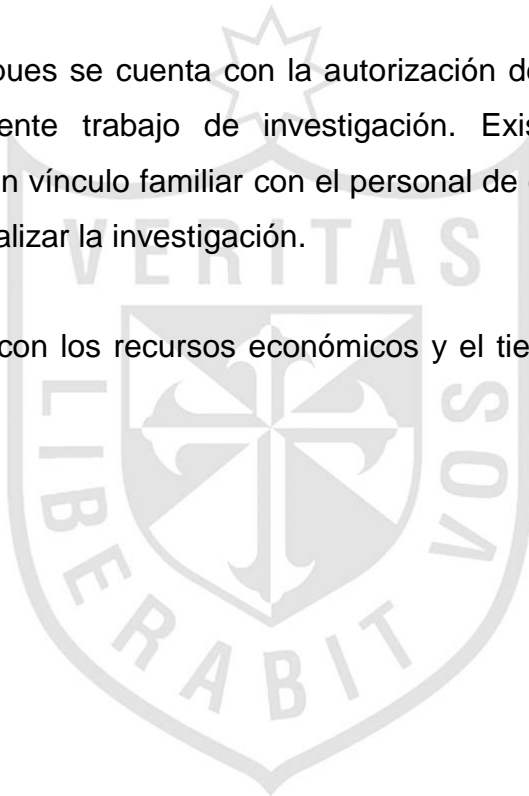 pues se cuenta con la autorización de
ente trabajo de investigación. Exis
n vínculo familiar con el personal de
alizar la investigación.
VERITAS
con los recursos económicos y el tie
LIBERABIT VOS